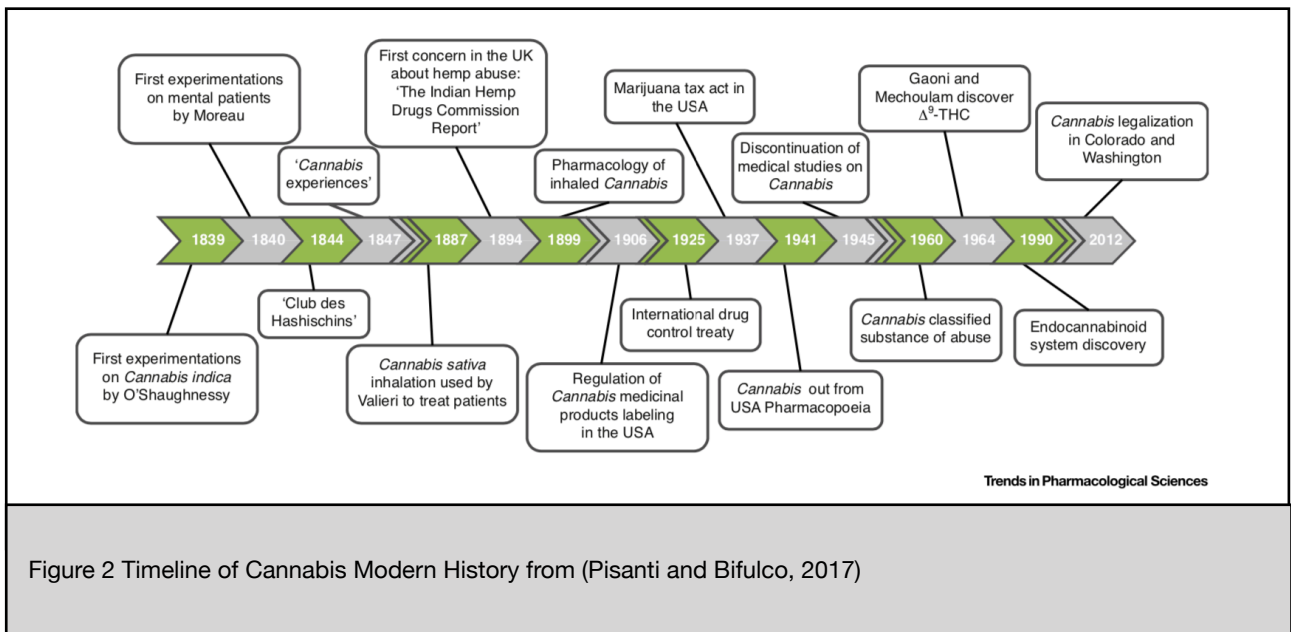 First experimentations
on mental patients
by Moreau
'Cannabis
experiences'
First concern in the UK
about hemp abuse:
'The Indian Hemp
Drugs Commission
Report'
Pharmacology of
inhaled Cannabis
Marijuana tax act in
the USA
Discontinuation of
medical studies on
Cannabis
Gaoni and
Mechoulam discover
Δ⁹-THC
Cannabis legalization
in Colorado and
Washington
1839 1840 1844 1847 1887 1894 1899 1906 1925 1937 1941 1945 1960 1964 1990 2012
First experimentations
on Cannabis indica
by O'Shaughnessy
'Club des
Hashischins'
Cannabis sativa
inhalation used by
Valieri to treat patients
Regulation of
Cannabis medicinal
products labeling
in the USA
International drug
control treaty
Cannabis out from
USA Pharmacopoeia
Cannabis classified
substance of abuse
Endocannabinoid
system discovery
Trends in Pharmacological Sciences
Figure 2 Timeline of Cannabis Modern History from (Pisanti and Bifulco, 2017)